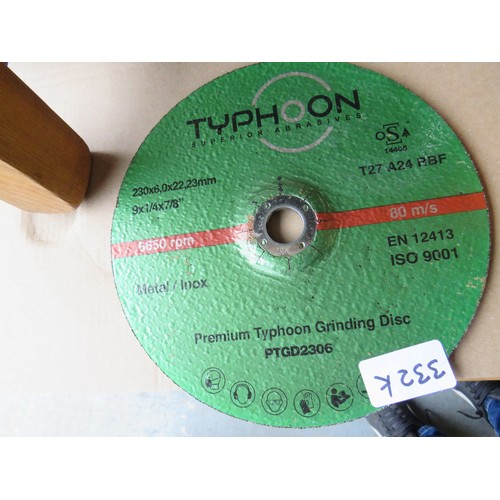 TYPHOON
SUPERIOR ABRASIVES
oSA
14405
T27 A24 RBF
230x6,0x22,23mm
9x1/4x7/8"
80 m/s
6650 rpm
EN 12413
ISO 9001
Metal / Inox
Premium Typhoon Grinding Disc
PTGD2306
332K